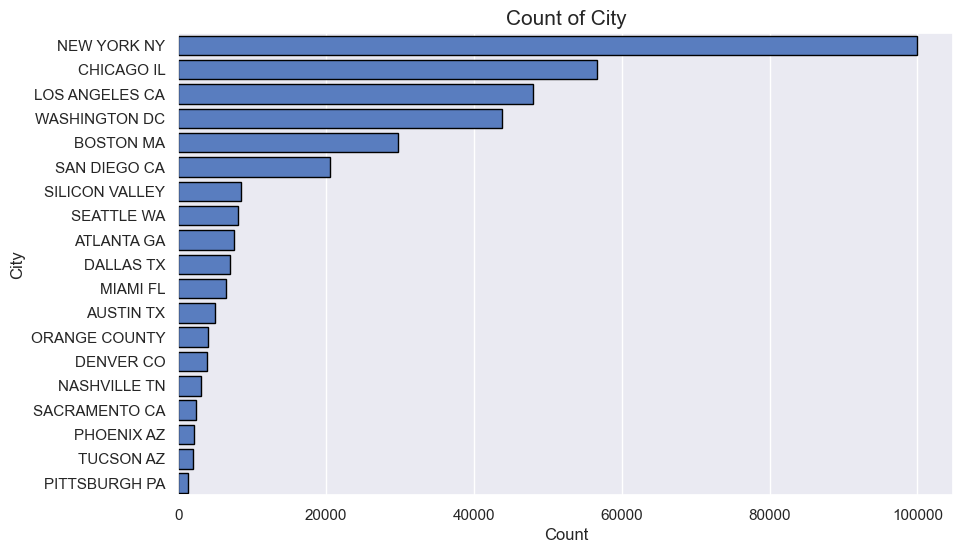 Count of City
City
NEW YORK NY
CHICAGO IL
LOS ANGELES CA
WASHINGTON DC
BOSTON MA
SAN DIEGO CA
SILICON VALLEY
SEATTLE WA
ATLANTA GA
DALLAS TX
MIAMI FL
AUSTIN TX
ORANGE COUNTY
DENVER CO
NASHVILLE TN
SACRAMENTO CA
PHOENIX AZ
TUCSON AZ
PITTSBURGH PA
0 20000 40000 60000 80000 100000
Count